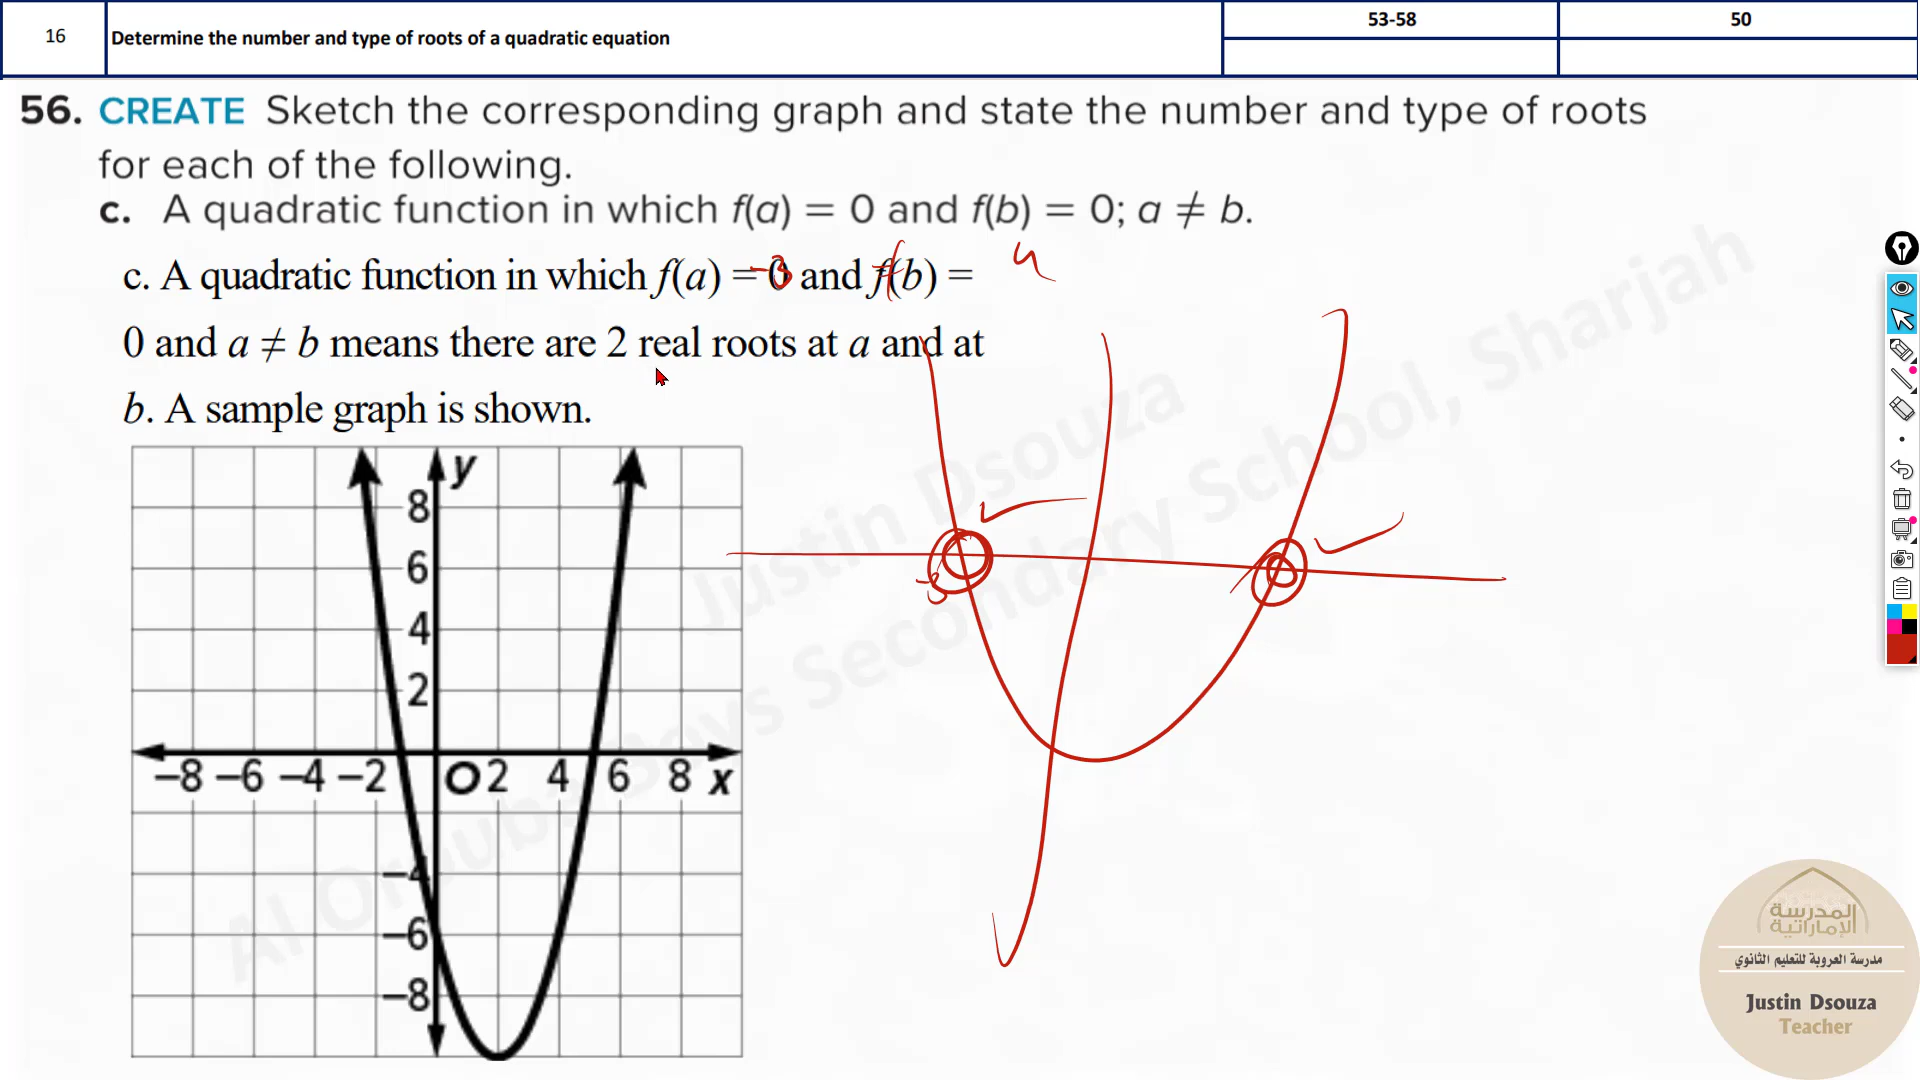 16 Determine the number and type of roots of a quadratic equation 53-58 50
56. CREATE Sketch the corresponding graph and state the number and type of roots
for each of the following.
c. A quadratic function in which f(a) = 0 and f(b) = 0; a ≠ b.
c. A quadratic function in which f(a) = 0 and f(b) =
-3 4
0 and a ≠ b means there are 2 real roots at a and at
b. A sample graph is shown.
y
8
6
4
2
-8 -6 -4 -2 O 2 4 6 8 x
-4
-6
-8
-3
Justin Dsouza
Al Oruuba Boys Secondary School, Sharjah
المدرسة
الإماراتية
مدرسة العروبة للتعليم الثانوي
Justin Dsouza
Teacher